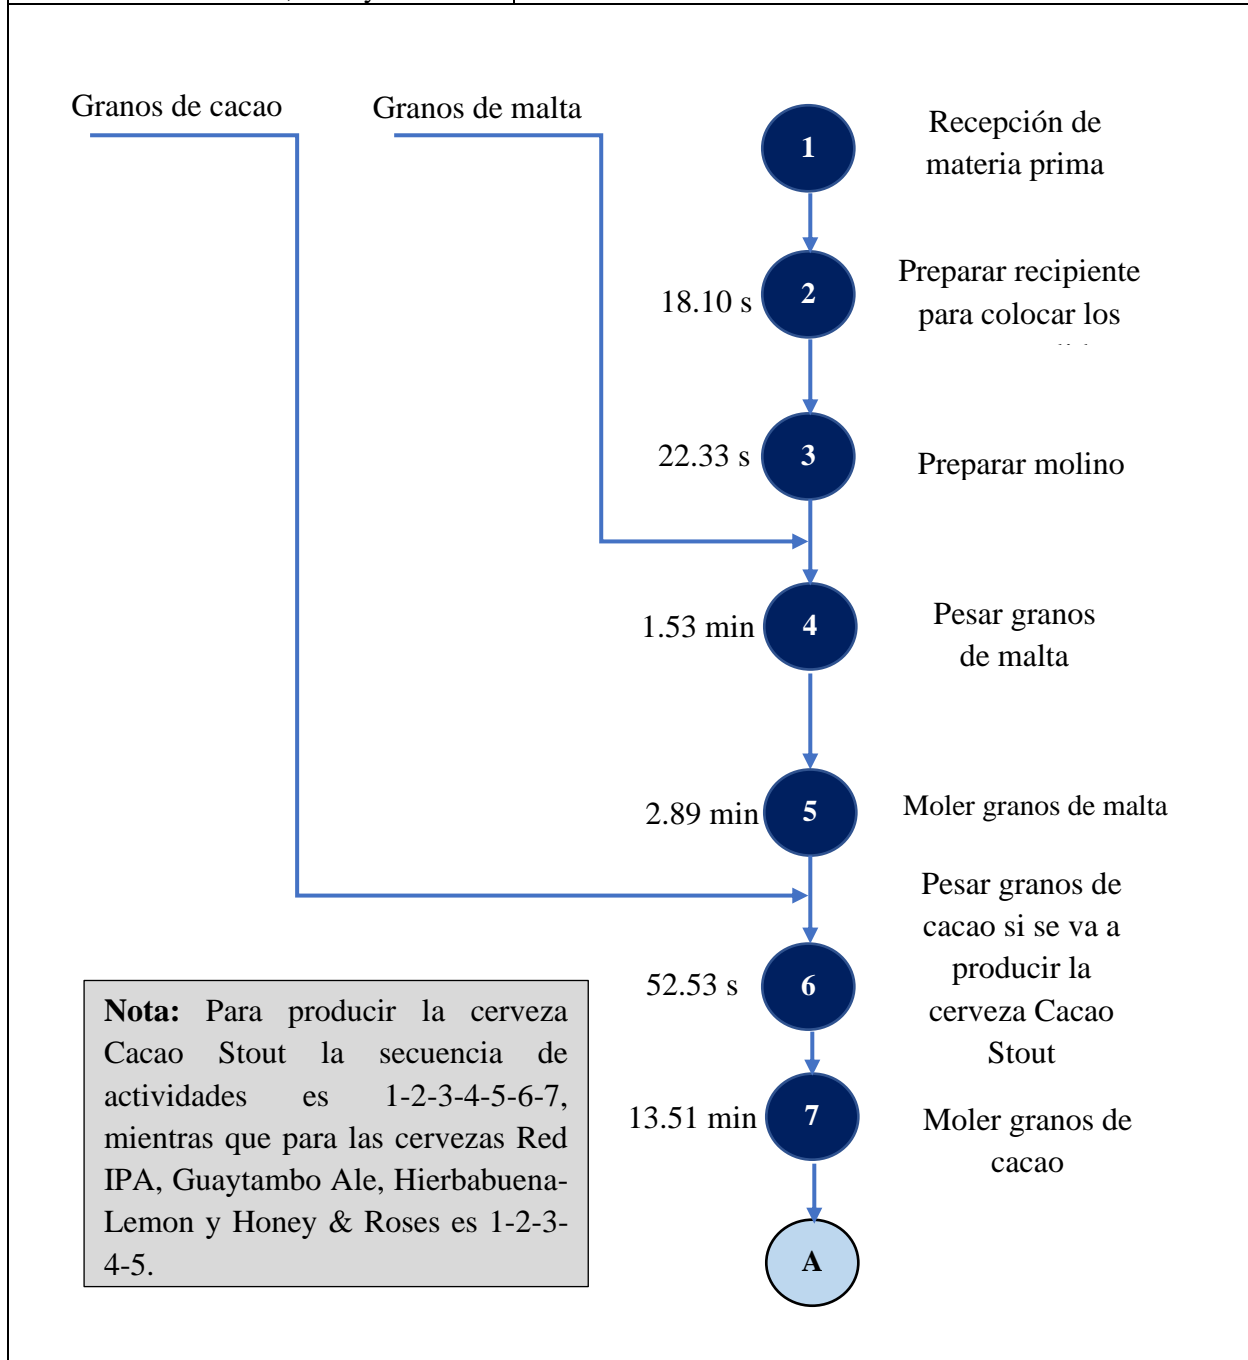 Granos de cacao
Granos de malta
1
Recepción de
materia prima
18.10 s
2
Preparar recipiente
para colocar los
22.33 s
3
Preparar molino
1.53 min
4
Pesar granos
de malta
2.89 min
5
Moler granos de malta
52.53 s
6
Pesar granos de
cacao si se va a
producir la
cerveza Cacao
Stout
13.51 min
7
Moler granos de
cacao
A
Nota: Para producir la cerveza
Cacao Stout la secuencia de
actividades es 1-2-3-4-5-6-7,
mientras que para las cervezas Red
IPA, Guaytambo Ale, Hierbabuena-
Lemon y Honey & Roses es 1-2-3-
4-5.